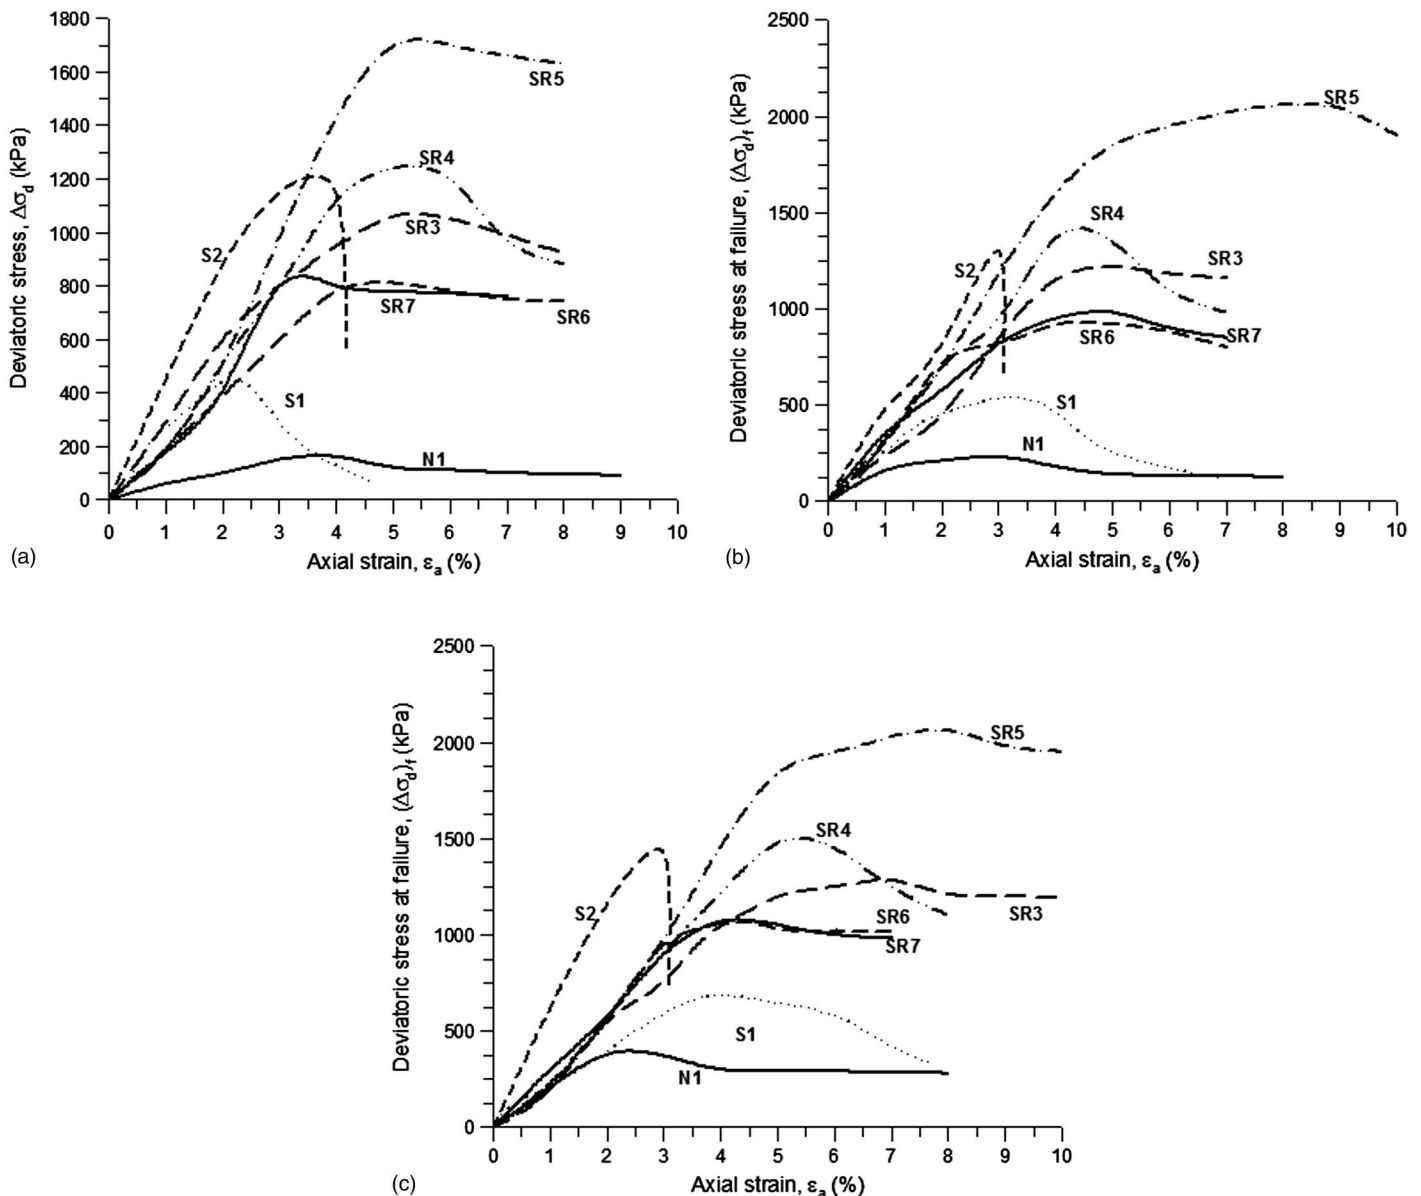 1800
1600
1400
1200
1000
800
600
400
200
0
Deviatoric stress, Δσd (kPa)
SR5
SR4
S2
SR3
SR7
SR6
S1
N1
0 1 2 3 4 5 6 7 8 9 10
Axial strain, εa (%)
(a)
2500
2000
1500
1000
500
0
Deviatoric stress at failure, (Δσd)f (kPa)
SR5
SR4
SR3
S2
SR7
SR6
S1
N1
0 1 2 3 4 5 6 7 8 9 10
Axial strain, εa (%)
(b)
2500
2000
1500
1000
500
0
Deviatoric stress at failure, (Δσd)f (kPa)
SR5
SR4
S2
SR6
SR3
SR7
S1
N1
0 1 2 3 4 5 6 7 8 9 10
Axial strain, εa (%)
(c)